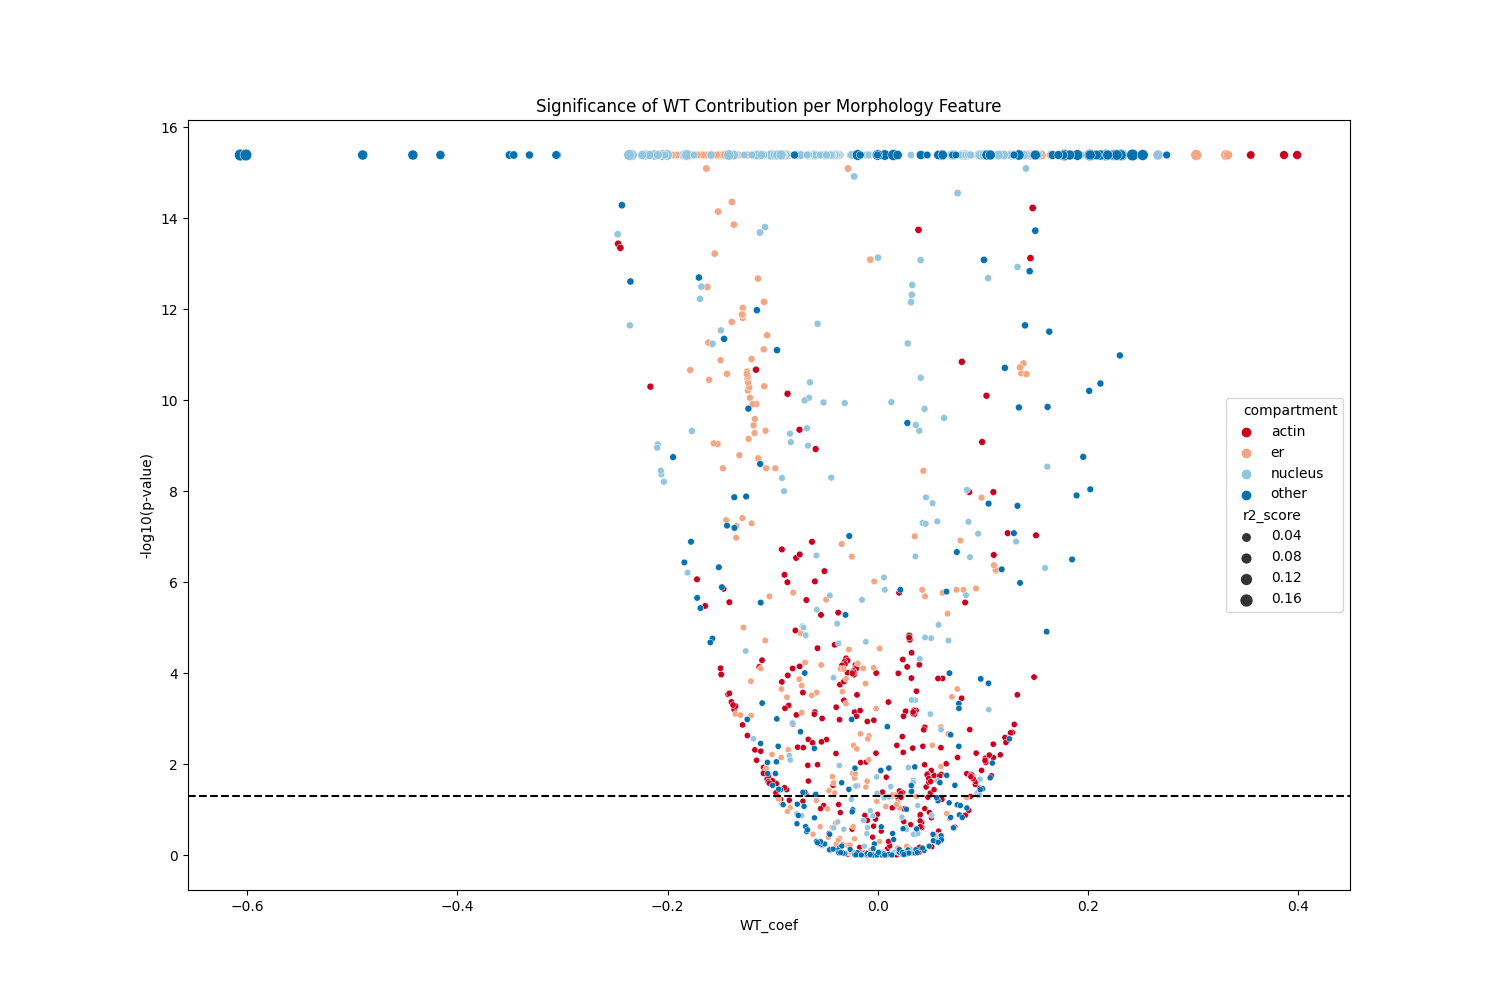 Significance of WT Contribution per Morphology Feature
16
14
12
10
8
6
4
2
0
-log10(p-value)
compartment
actin
er
nucleus
other
r2_score
0.04
0.08
0.12
0.16
−0.6
−0.4
−0.2
0.0
0.2
0.4
WT_coef